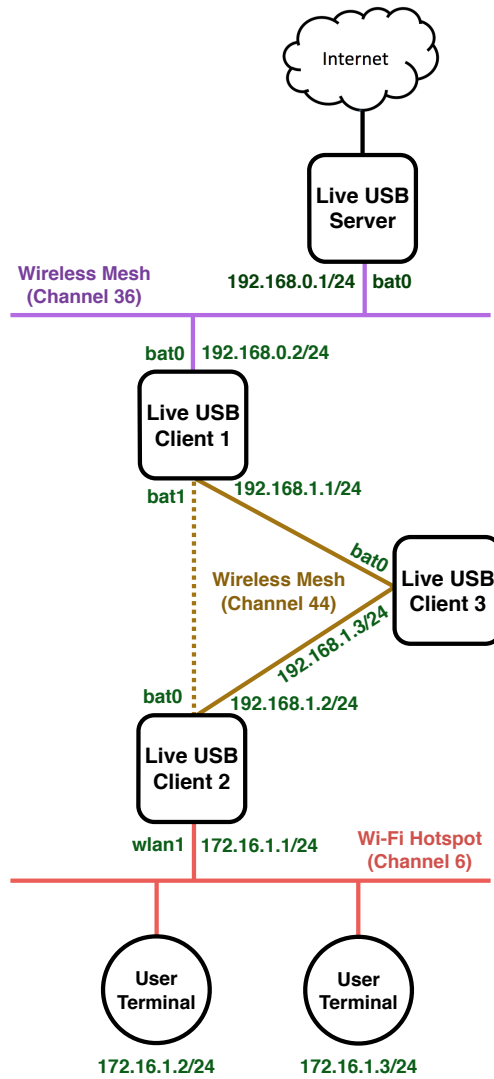 Internet
Live USB
Server
Wireless Mesh
(Channel 36)
192.168.0.1/24
bat0
bat0
192.168.0.2/24
Live USB
Client 1
bat1
192.168.1.1/24
bat0
Wireless Mesh
(Channel 44)
Live USB
Client 3
192.168.1.3/24
bat0
192.168.1.2/24
Live USB
Client 2
wlan1
172.16.1.1/24
Wi-Fi Hotspot
(Channel 6)
User
Terminal
User
Terminal
172.16.1.2/24
172.16.1.3/24